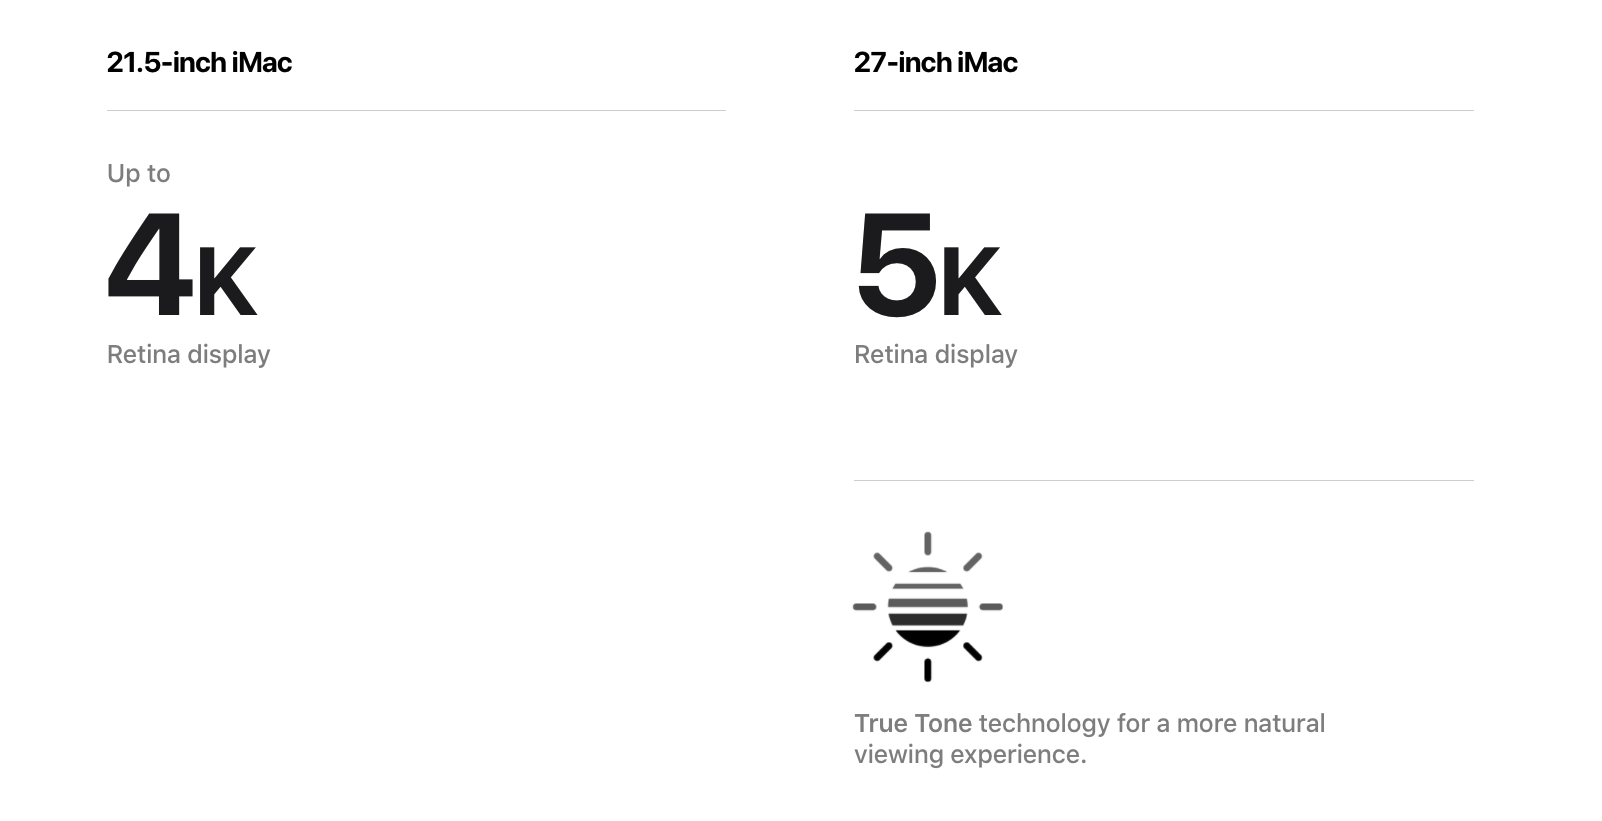 21.5-inch iMac
Up to
4K
Retina display
27-inch iMac
5K
Retina display
True Tone technology for a more natural
viewing experience.